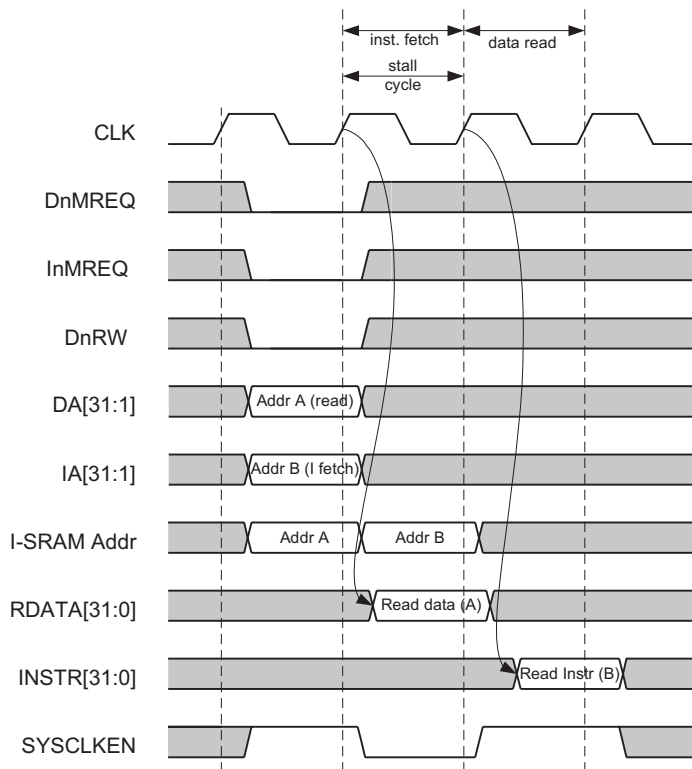 inst. fetch
data read
stall
cycle
CLK
DnMREQ
InMREQ
DnRW
DA[31:1]
Addr A (read)
IA[31:1]
Addr B (I fetch)
I-SRAM Addr
Addr A
Addr B
RDATA[31:0]
Read data (A)
INSTR[31:0]
Read Instr (B)
SYSCLKEN